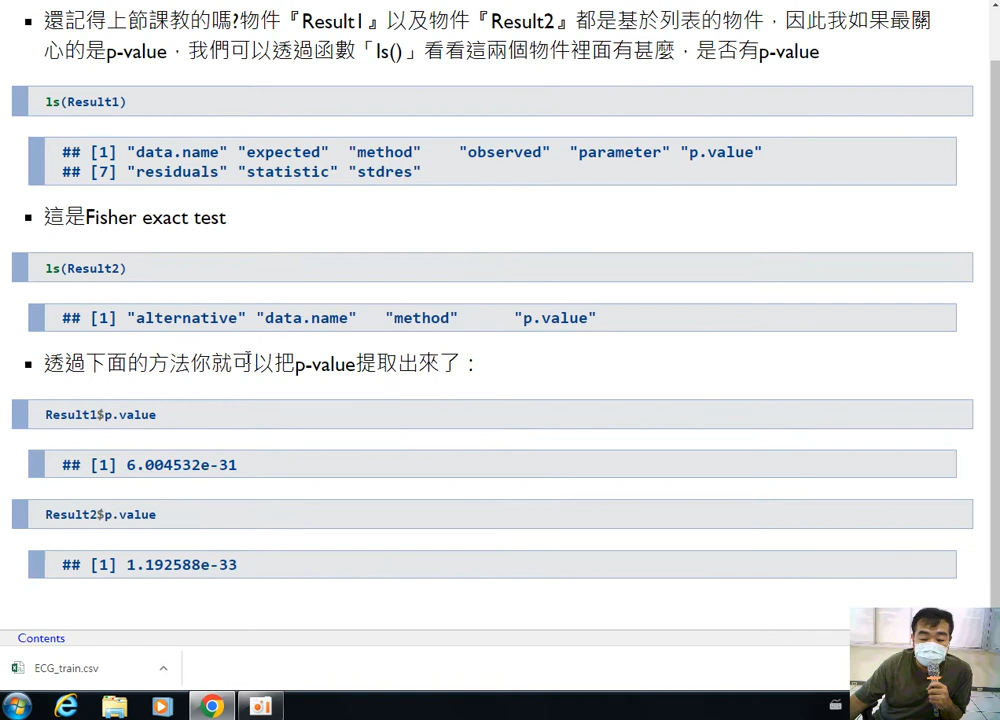 還記得上節課教的嗎?物件『Result1』以及物件『Result2』都是基於列表的物件，因此我如果最關
心的是p-value，我們可以透過函數「ls()」看看這兩個物件裡面有甚麼，是否有p-value
ls(Result1)
## [1] "data.name" "expected"  "method"    "observed"  "parameter" "p.value"
## [7] "residuals" "statistic" "stdres"
這是Fisher exact test
ls(Result2)
## [1] "alternative" "data.name"   "method"      "p.value"
透過下面的方法你就可以把p-value提取出來了：
Result1$p.value
## [1] 6.004532e-31
Result2$p.value
## [1] 1.192588e-33
Contents
ECG_train.csv